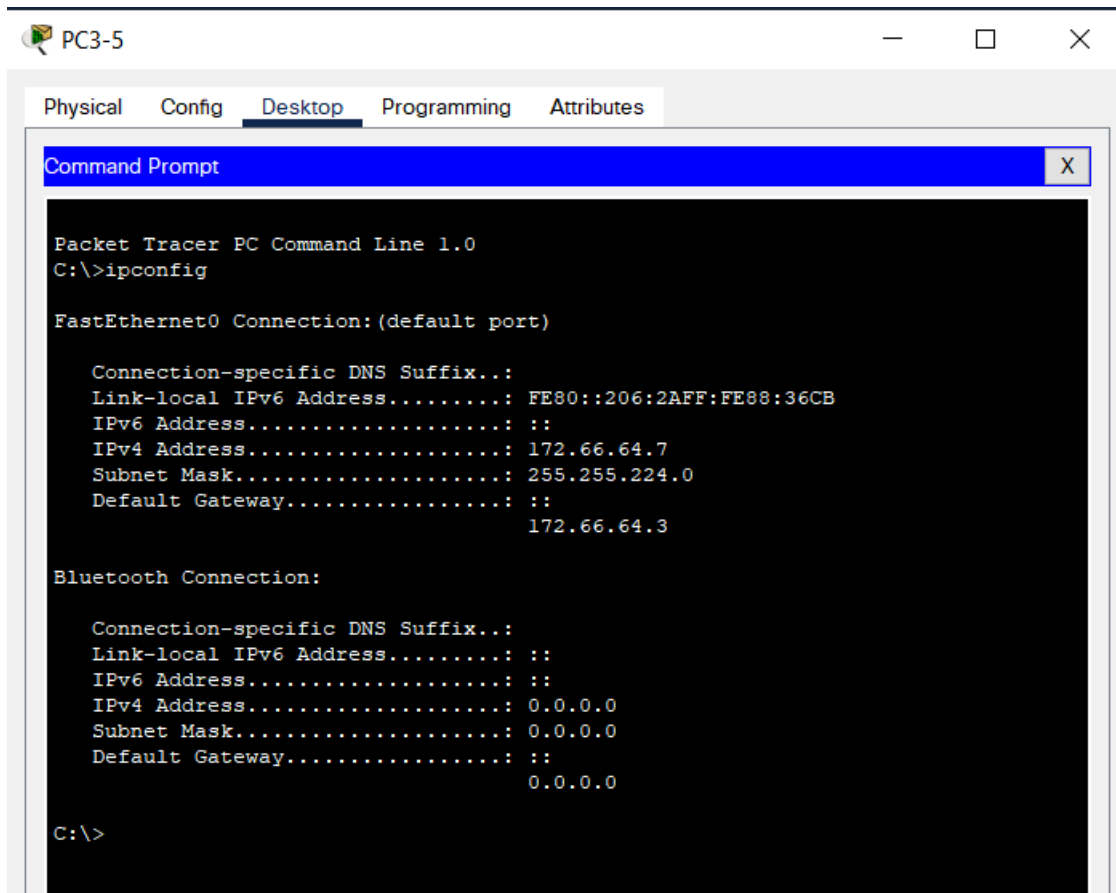 PC3-5
Physical Config Desktop Programming Attributes
Command Prompt
X
Packet Tracer PC Command Line 1.0
C:\>ipconfig
FastEthernet0 Connection:(default port)
Connection-specific DNS Suffix..:
Link-local IPv6 Address.........: FE80::206:2AFF:FE88:36CB
IPv6 Address....................: ::
IPv4 Address....................: 172.66.64.7
Subnet Mask.....................: 255.255.224.0
Default Gateway.................: ::
172.66.64.3
Bluetooth Connection:
Connection-specific DNS Suffix..:
Link-local IPv6 Address.........: ::
IPv6 Address....................: ::
IPv4 Address....................: 0.0.0.0
Subnet Mask.....................: 0.0.0.0
Default Gateway.................: ::
0.0.0.0
C:\>